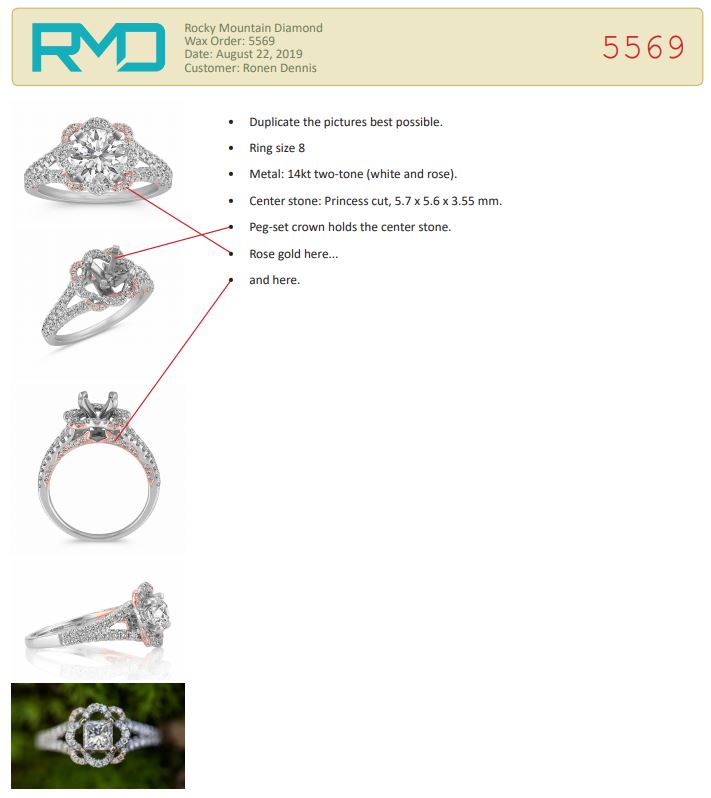 RMD
Rocky Mountain Diamond
Wax Order: 5569
Date: August 22, 2019
Customer: Ronen Dennis
5569
• Duplicate the pictures best possible.
• Ring size 8
• Metal: 14kt two-tone (white and rose).
• Center stone: Princess cut, 5.7 x 5.6 x 3.55 mm.
• Peg-set crown holds the center stone.
• Rose gold here...
• and here.